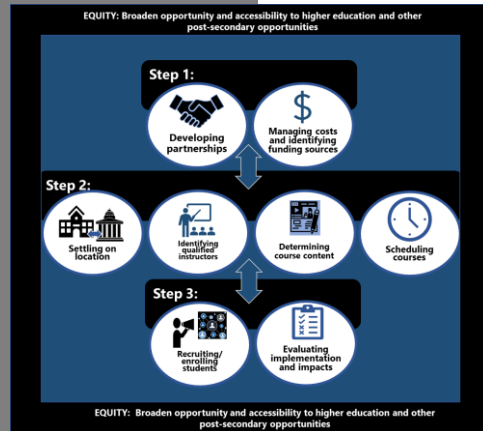 EQUITY: Broaden opportunity and accessibility to higher education and other
post-secondary opportunities
Step 1:
Developing
partnerships
$
Managing costs
and identifying
funding sources
Step 2:
Settling on
location
Identifying
qualified
instructors
Determining
course content
Scheduling
courses
Step 3:
Recruiting/
enrolling
students
Evaluating
implementation
and impacts
EQUITY: Broaden opportunity and accessibility to higher education and other
post-secondary opportunities